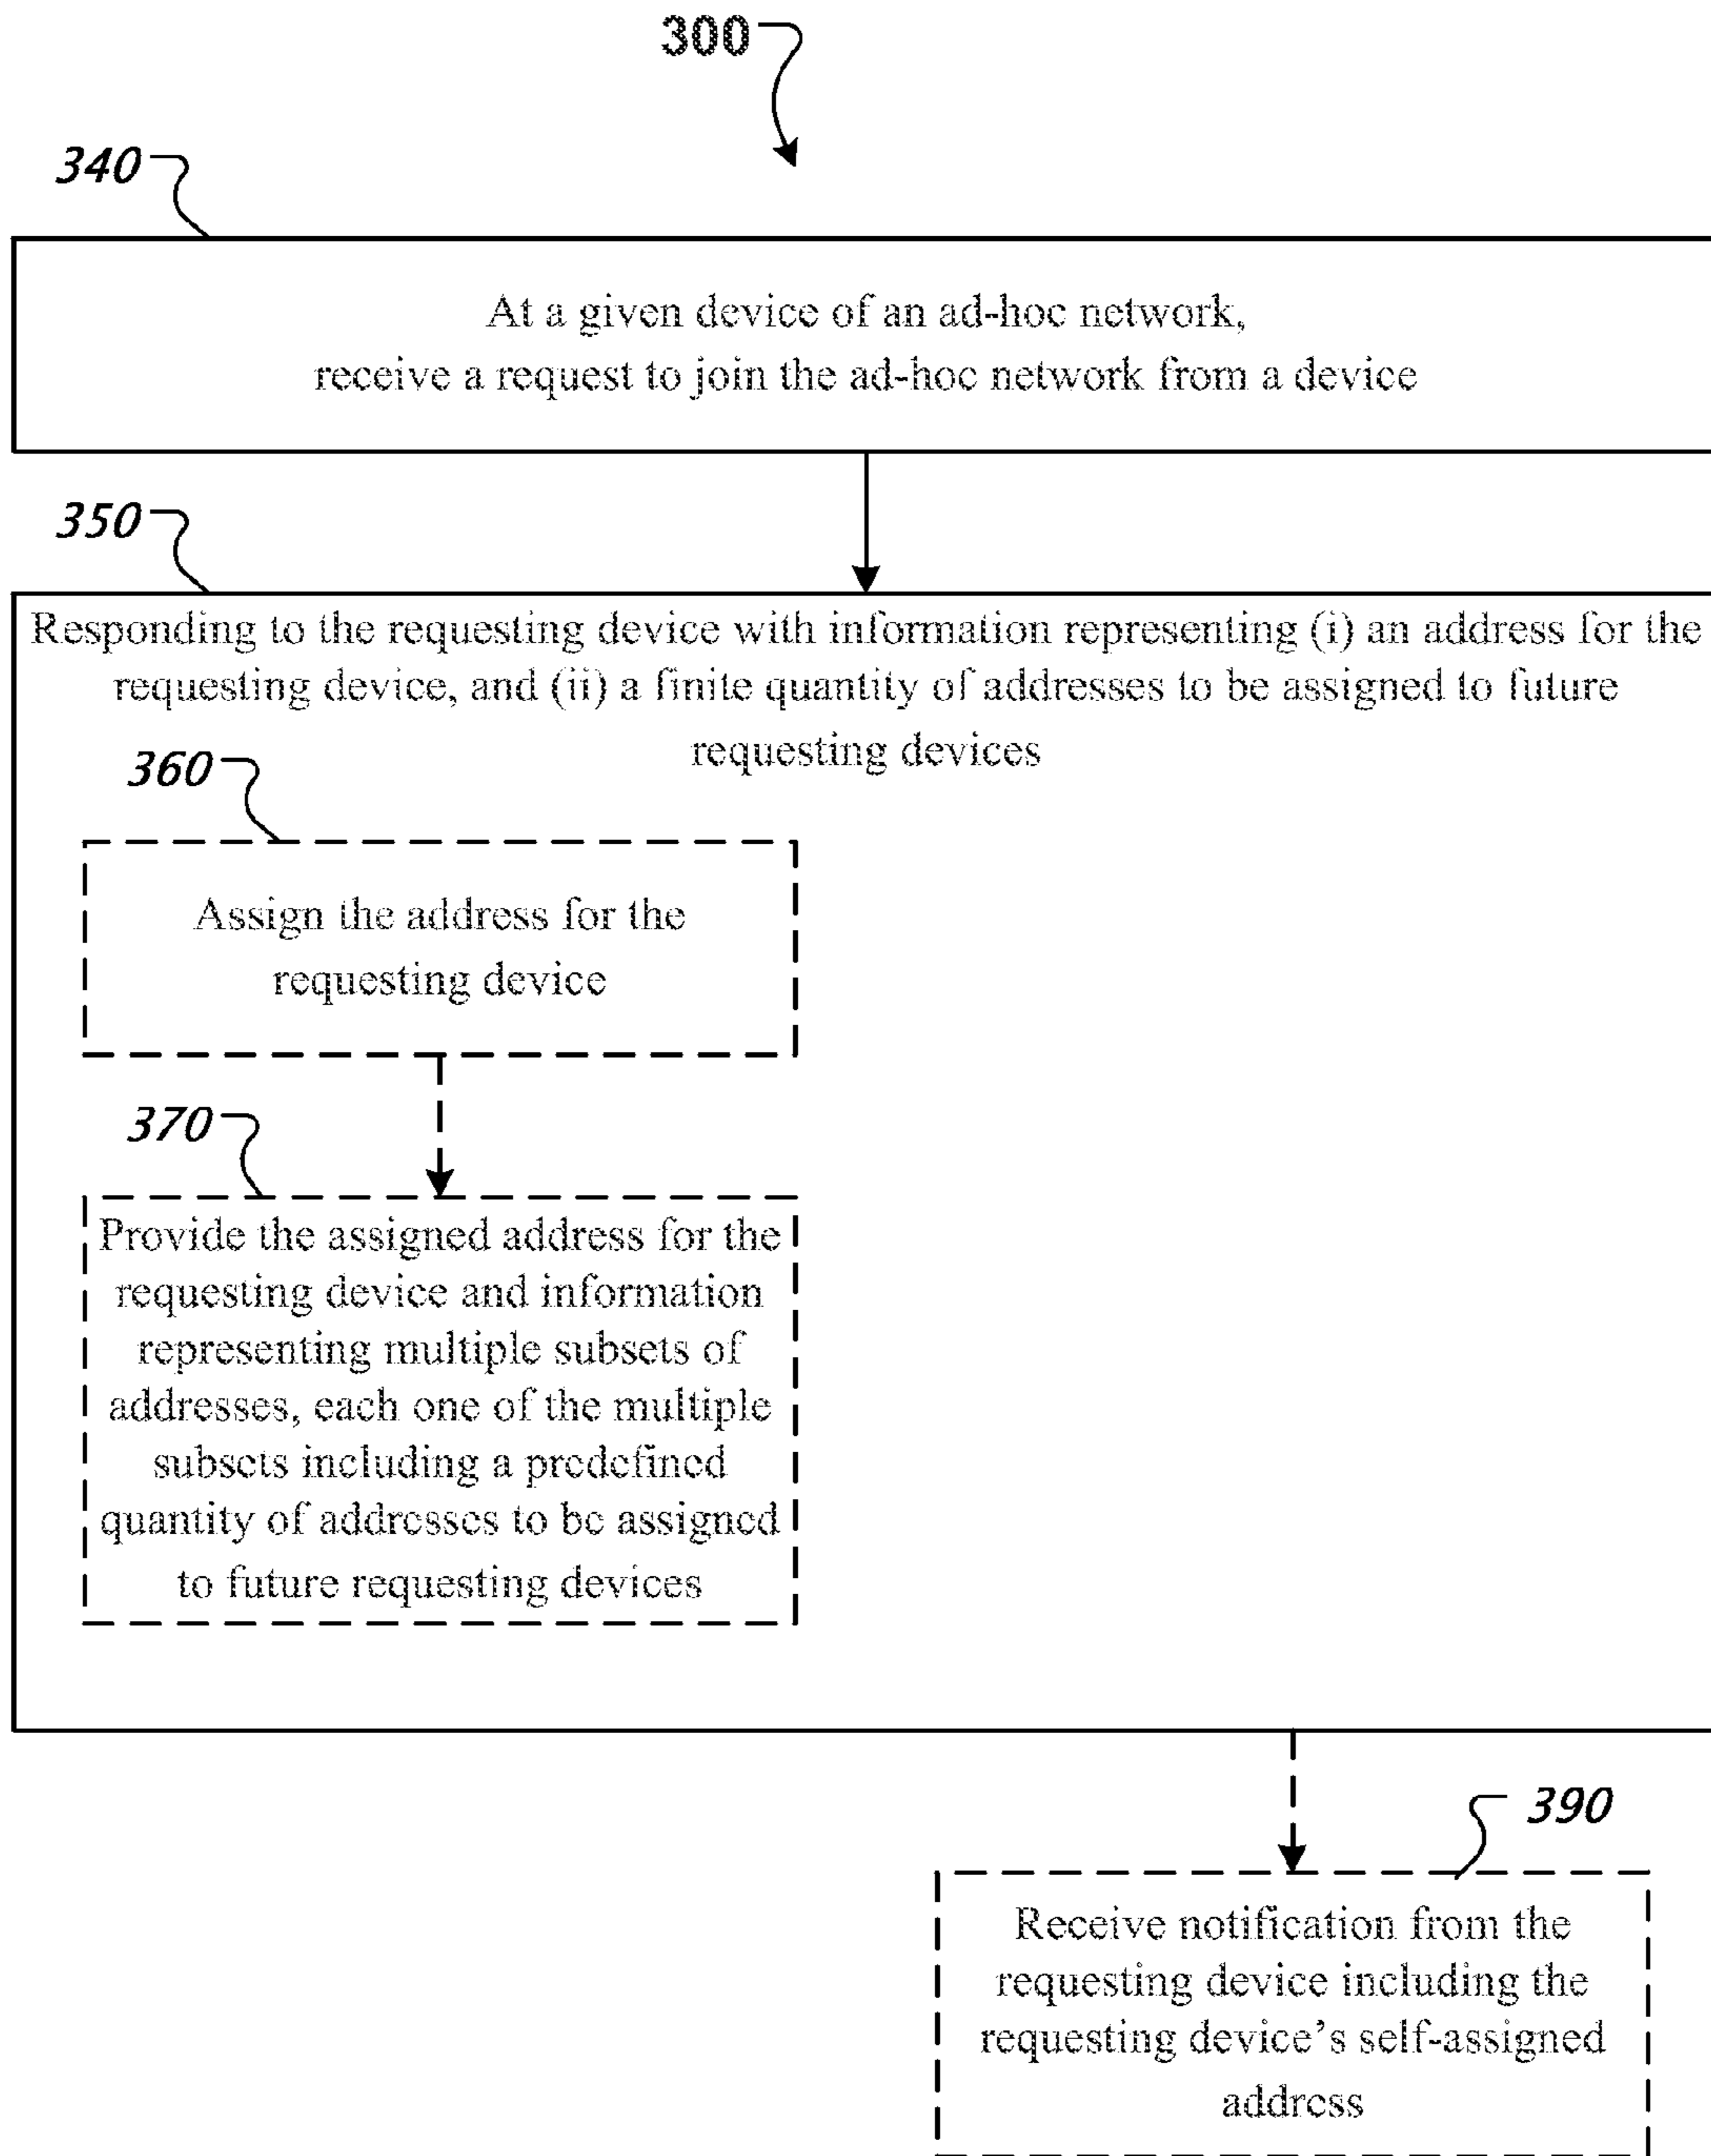 300
340
At a given device of an ad-hoc network,
receive a request to join the ad-hoc network from a device
350
Responding to the requesting device with information representing (i) an address for the
requesting device, and (ii) a finite quantity of addresses to be assigned to future
requesting devices
360
Assign the address for the
requesting device
370
Provide the assigned address for the
requesting device and information
representing multiple subsets of
addresses, each one of the multiple
subsets including a predefined
quantity of addresses to be assigned
to future requesting devices
390
Receive notification from the
requesting device including the
requesting device's self-assigned
address